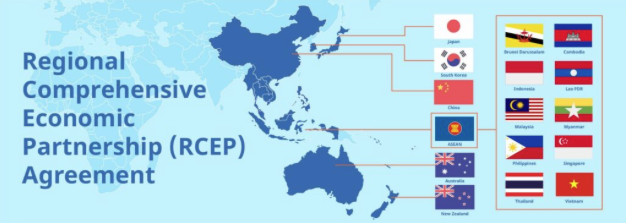 Regional
Comprehensive
Economic
Partnership (RCEP)
Agreement
Japan
South Korea
China
ASEAN
Australia
New Zealand
Brunei Darussalam
Cambodia
Indonesia
Lao PDR
Malaysia
Myanmar
Philippines
Singapore
Thailand
Vietnam